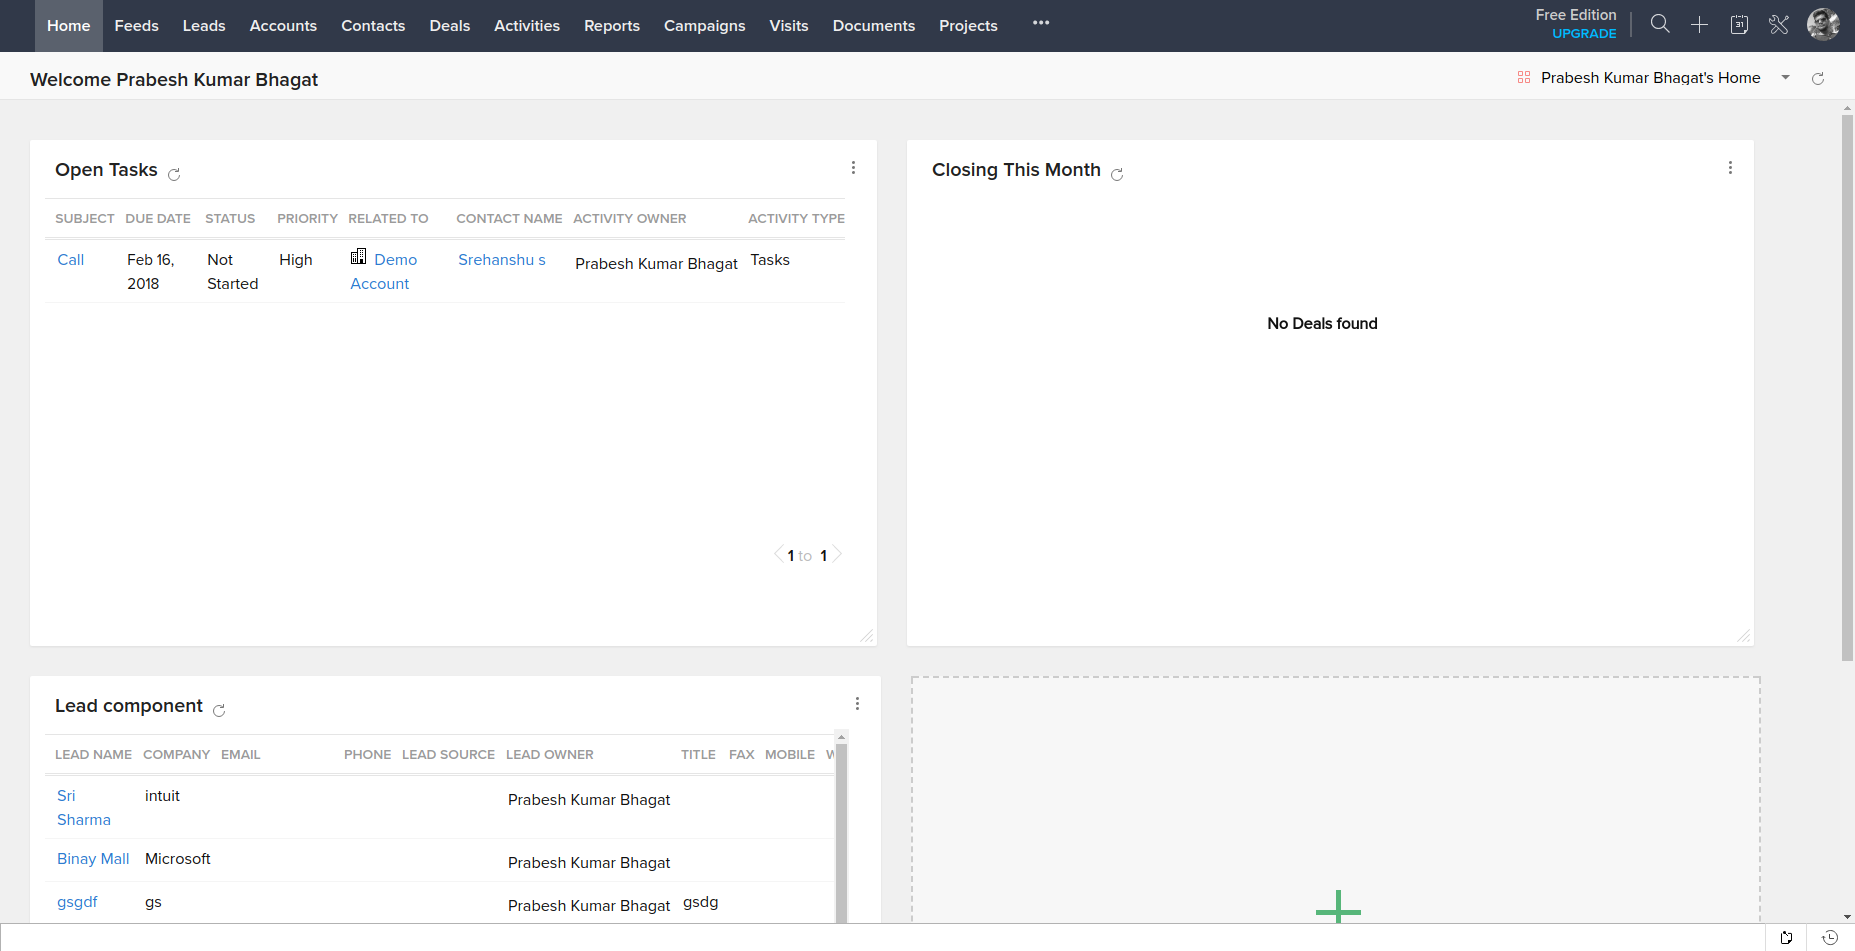 Home Feeds Leads Accounts Contacts Deals Activities Reports Campaigns Visits Documents Projects ••• Free Edition
UPGRADE
31
Welcome Prabesh Kumar Bhagat Prabesh Kumar Bhagat's Home
Open Tasks
SUBJECT DUE DATE STATUS PRIORITY RELATED TO CONTACT NAME ACTIVITY OWNER ACTIVITY TYPE
Call Feb 16, Not High Demo Srehanshu s Prabesh Kumar Bhagat Tasks
2018 Started Account
1 to 1
Closing This Month
No Deals found
Lead component
LEAD NAME COMPANY EMAIL PHONE LEAD SOURCE LEAD OWNER TITLE FAX MOBILE W
Sri intuit Prabesh Kumar Bhagat
Sharma
Binay Mall Microsoft Prabesh Kumar Bhagat
gsgdf gs Prabesh Kumar Bhagat gsdg